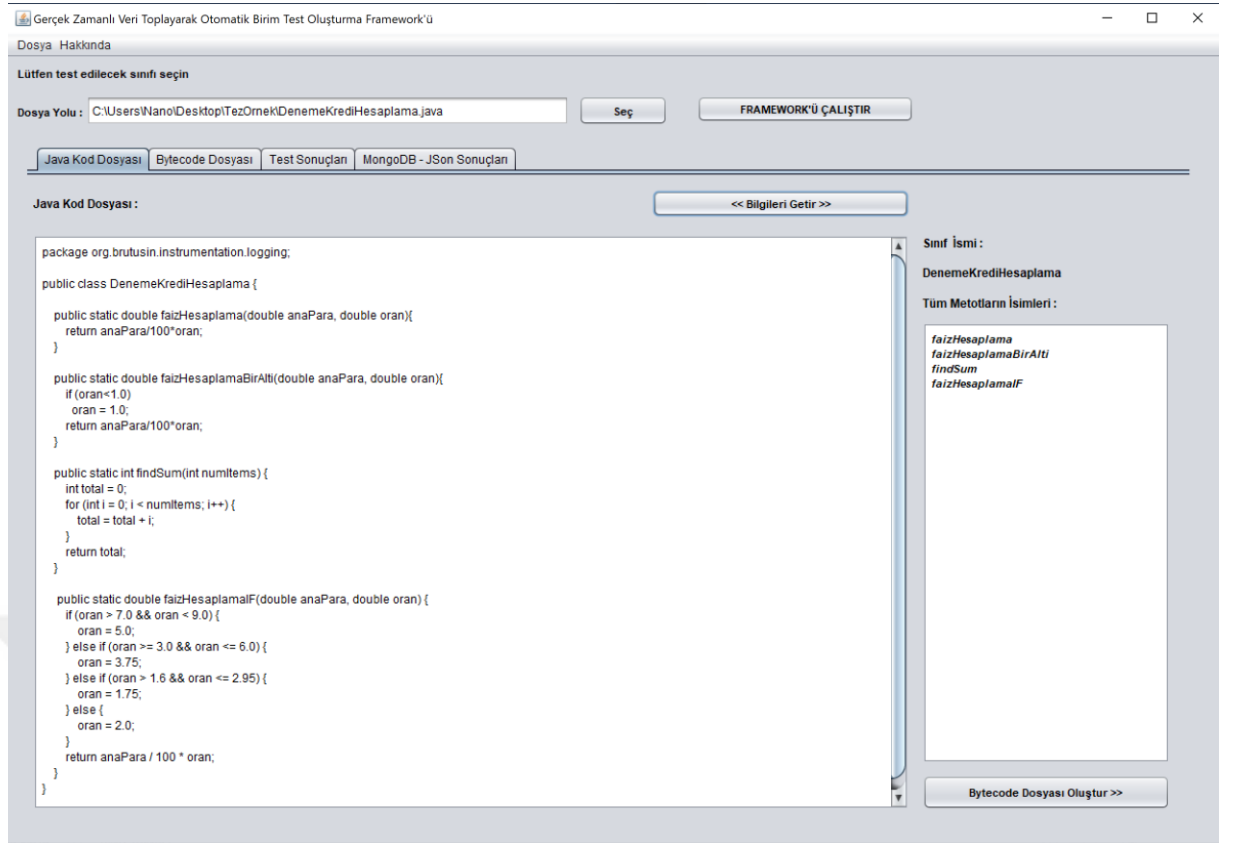 Gerçek Zamanlı Veri Toplayarak Otomatik Birim Test Oluşturma Framework'ü
Dosya Hakkında
Lütfen test edilecek sınıfı seçin
Dosya Yolu : C:\Users\Nano\Desktop\TezOrnek\DenemeKrediHesaplama.java Seç FRAMEWORK'Ü ÇALIŞTIR
Java Kod Dosyası Bytecode Dosyası Test Sonuçları MongoDB - JSon Sonuçları
Java Kod Dosyası : << Bilgileri Getir >>
package org.brutusin.instrumentation.logging;
public class DenemeKrediHesaplama {
public static double faizHesaplama(double anaPara, double oran){
return anaPara/100*oran;
}
public static double faizHesaplamaBirAlti(double anaPara, double oran){
if (oran<1.0)
oran = 1.0;
return anaPara/100*oran;
}
public static int findSum(int numItems) {
int total = 0;
for (int i = 0; i < numItems; i++) {
total = total + i;
}
return total;
}
public static double faizHesaplamaIF(double anaPara, double oran) {
if (oran > 7.0 && oran < 9.0) {
oran = 5.0;
} else if (oran >= 3.0 && oran <= 6.0) {
oran = 3.75;
} else if (oran > 1.6 && oran <= 2.95) {
oran = 1.75;
} else {
oran = 2.0;
}
return anaPara / 100 * oran;
}
}
Sınıf İsmi :
DenemeKrediHesaplama
Tüm Metotların İsimleri :
faizHesaplama
faizHesaplamaBirAlti
findSum
faizHesaplamaIF
Bytecode Dosyası Oluştur >>